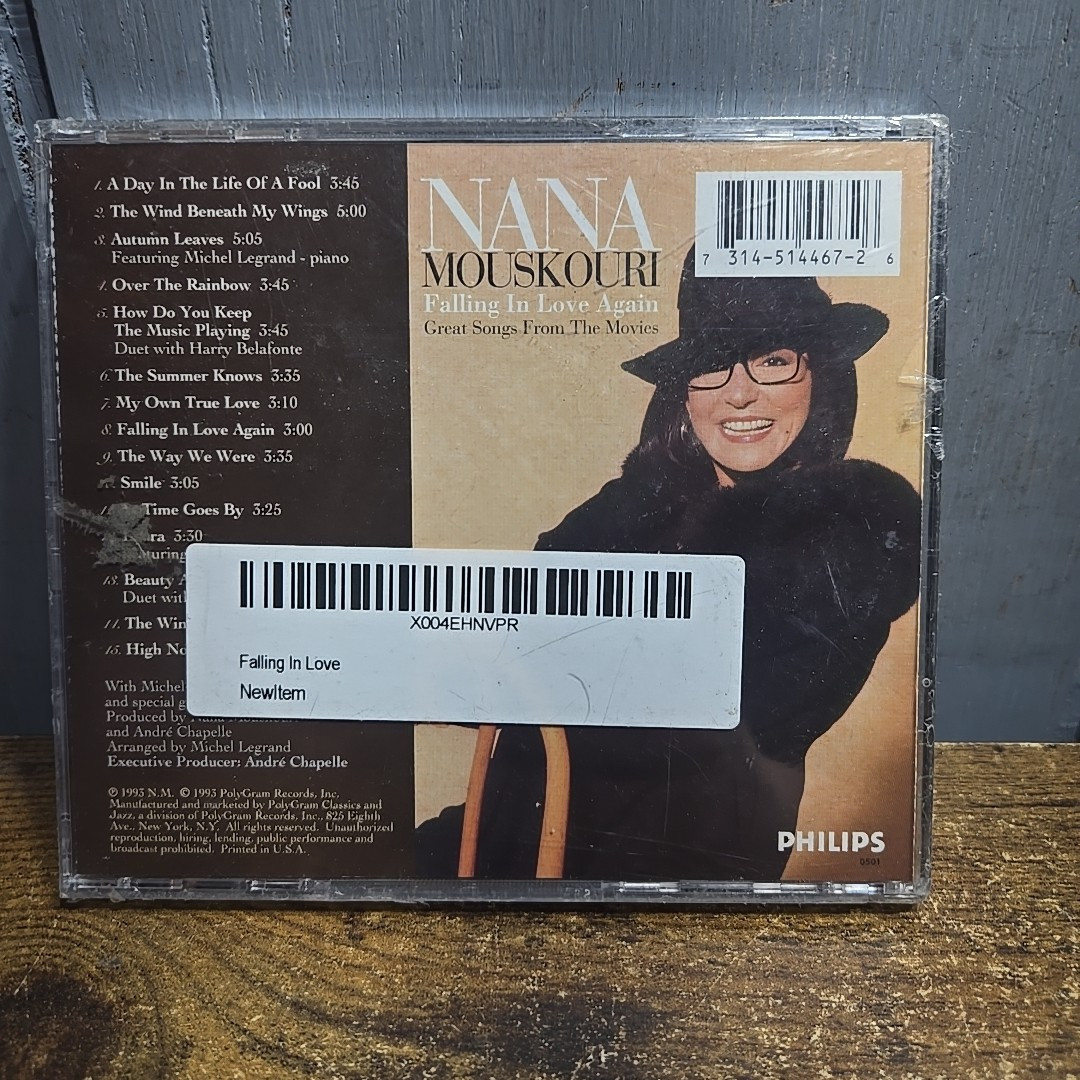 1. A Day In The Life Of A Fool 3:45
2. The Wind Beneath My Wings 5:00
3. Autumn Leaves 5:05
Featuring Michel Legrand - piano
4. Over The Rainbow 3:45
5. How Do You Keep
The Music Playing 3:45
Duet with Harry Belafonte
6. The Summer Knows 3:35
7. My Own True Love 3:10
8. Falling In Love Again 3:00
9. The Way We Were 3:35
Smile 3:05
Time Goes By 3:25
3:30
13. Beauty
Duet
14. The
15. High
With Michel
and special
Produced by
and André Chapelle
Arranged by Michel Legrand
Executive Producer: André Chapelle
℗ 1993 N.M. © 1993 PolyGram Records, Inc.
Manufactured and marketed by PolyGram Classics and
Jazz, a division of PolyGram Records, Inc., 825 Eighth
Ave., New York, N.Y. All rights reserved. Unauthorized
reproduction, hiring, lending, public performance and
broadcast prohibited. Printed in U.S.A.
NANA
MOUSKOURI
Falling In Love Again
Great Songs From The Movies
7 314-514467-2 6
X004EHNVPR
Falling In Love
NewItem
PHILIPS
0501